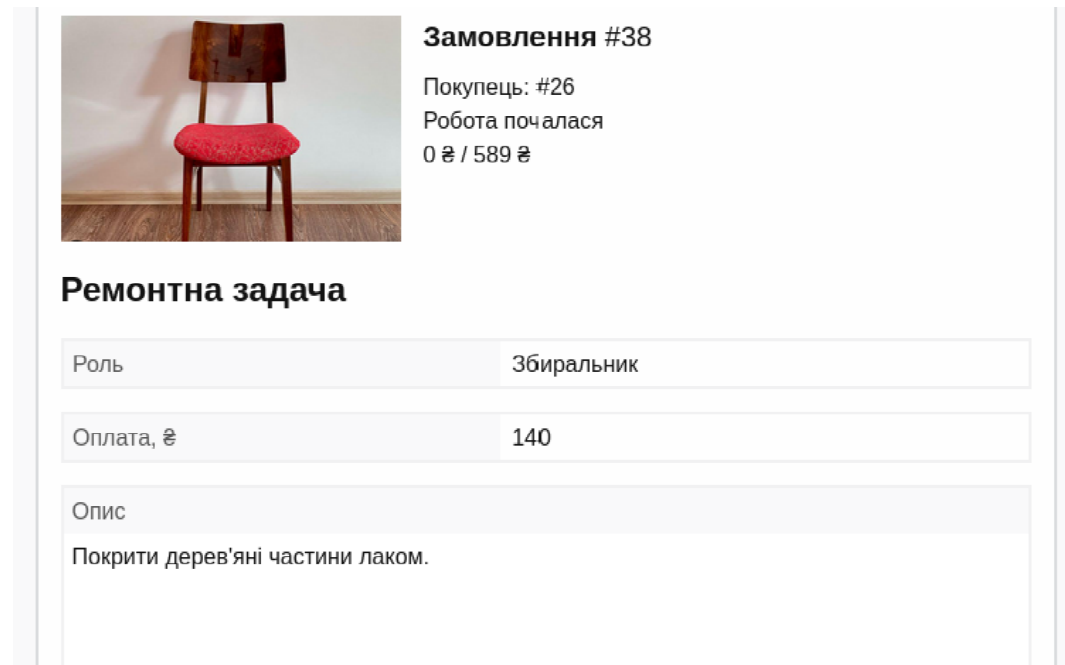 Замовлення #38
Покупець: #26
Робота почалася
0 ₴ / 589 ₴
Ремонтна задача
Роль Збиральник
Оплата, ₴ 140
Опис
Покрити дерев'яні частини лаком.